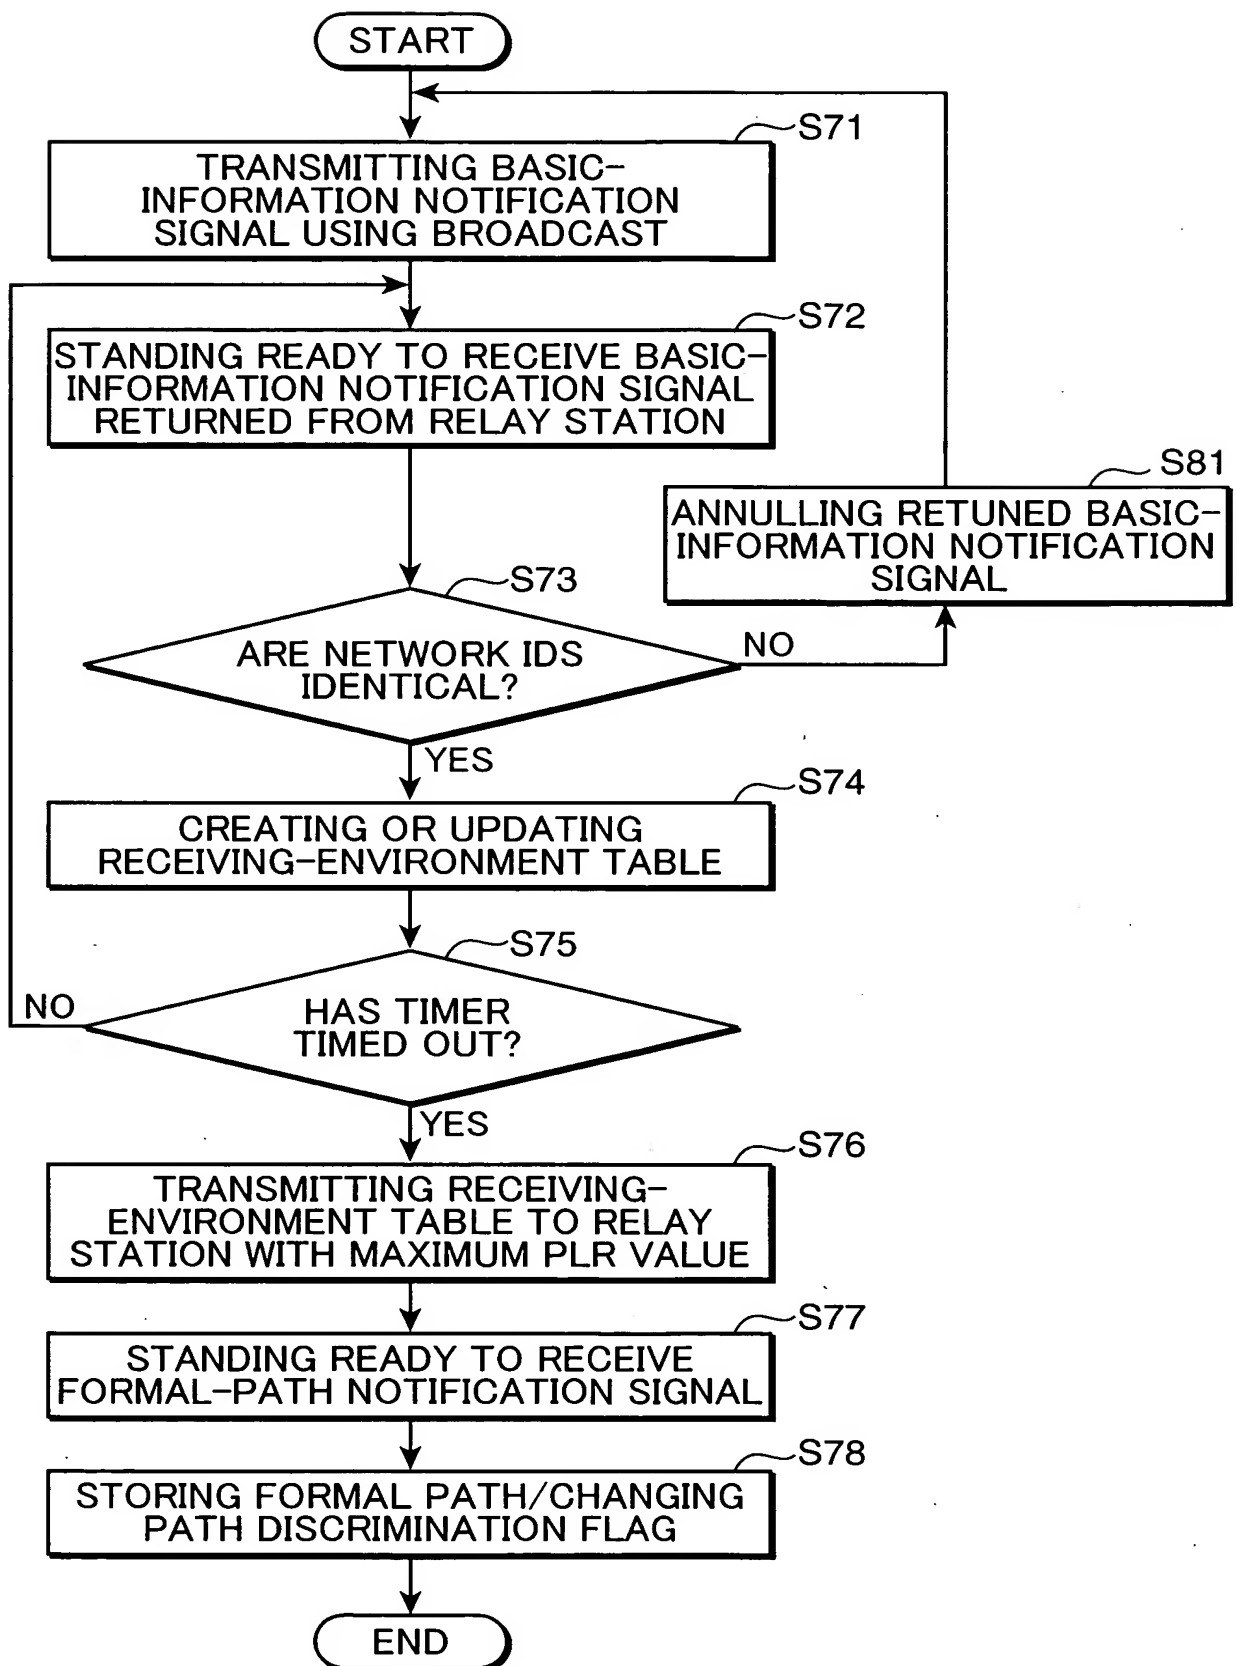 START
S71
TRANSMITTING BASIC-
INFORMATION NOTIFICATION
SIGNAL USING BROADCAST
S72
STANDING READY TO RECEIVE BASIC-
INFORMATION NOTIFICATION SIGNAL
RETURNED FROM RELAY STATION
S81
ANNULLING RETUNED BASIC-
INFORMATION NOTIFICATION
SIGNAL
S73
ARE NETWORK IDS
IDENTICAL?
NO
YES
S74
CREATING OR UPDATING
RECEIVING-ENVIRONMENT TABLE
S75
HAS TIMER
TIMED OUT?
NO
YES
S76
TRANSMITTING RECEIVING-
ENVIRONMENT TABLE TO RELAY
STATION WITH MAXIMUM PLR VALUE
S77
STANDING READY TO RECEIVE
FORMAL-PATH NOTIFICATION SIGNAL
S78
STORING FORMAL PATH/CHANGING
PATH DISCRIMINATION FLAG
END